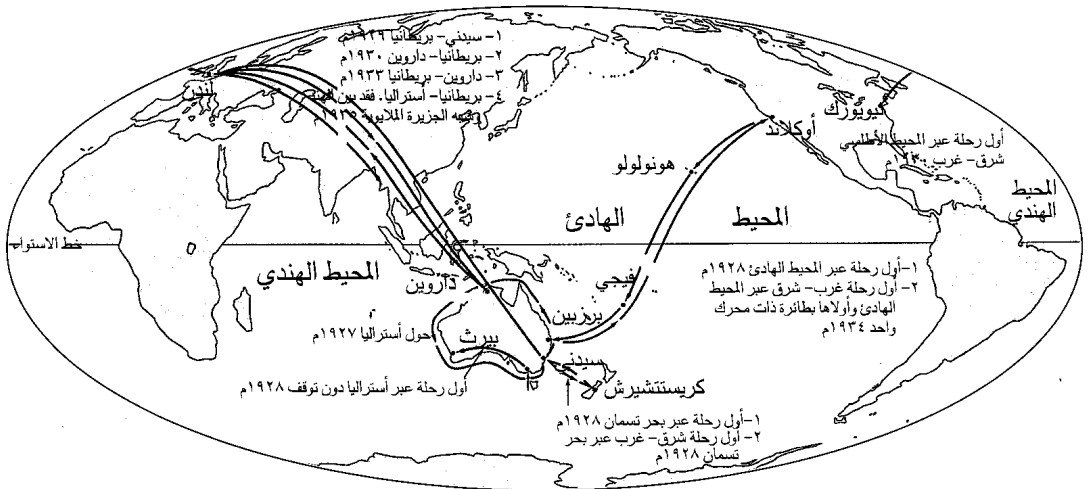 ١- سيدني- بريطانيا ١٩٢٩م
٢- بريطانيا- داروين ١٩٣٠م
٣- داروين- بريطانيا ١٩٣٣م
٤- بريطانيا- أستراليا. فقد بين الهند
وشبه الجزيرة الملايوية ١٩٣٥م
لندن
نيويورك
أوكلاند
أول رحلة عبر المحيط الأطلسي
شرق- غرب ١٩٣٠م
هونولولو
المحيط
الهندي
المحيط
الهادئ
خط الاستواء
المحيط الهندي
داروين
فيجي
١-أول رحلة عبر المحيط الهادئ ١٩٢٨م
٢- أول رحلة غرب- شرق عبر المحيط
الهادئ وأولاها بطائرة ذات محرك
واحد ١٩٣٤م
بريزبين
حول أستراليا ١٩٢٧م
بيرث
سيدني
أول رحلة عبر أستراليا دون توقف ١٩٢٨م
كريستتشيرش
١-أول رحلة عبر بحر تسمان ١٩٢٨م
٢- أول رحلة شرق- غرب عبر بحر
تسمان ١٩٢٨م